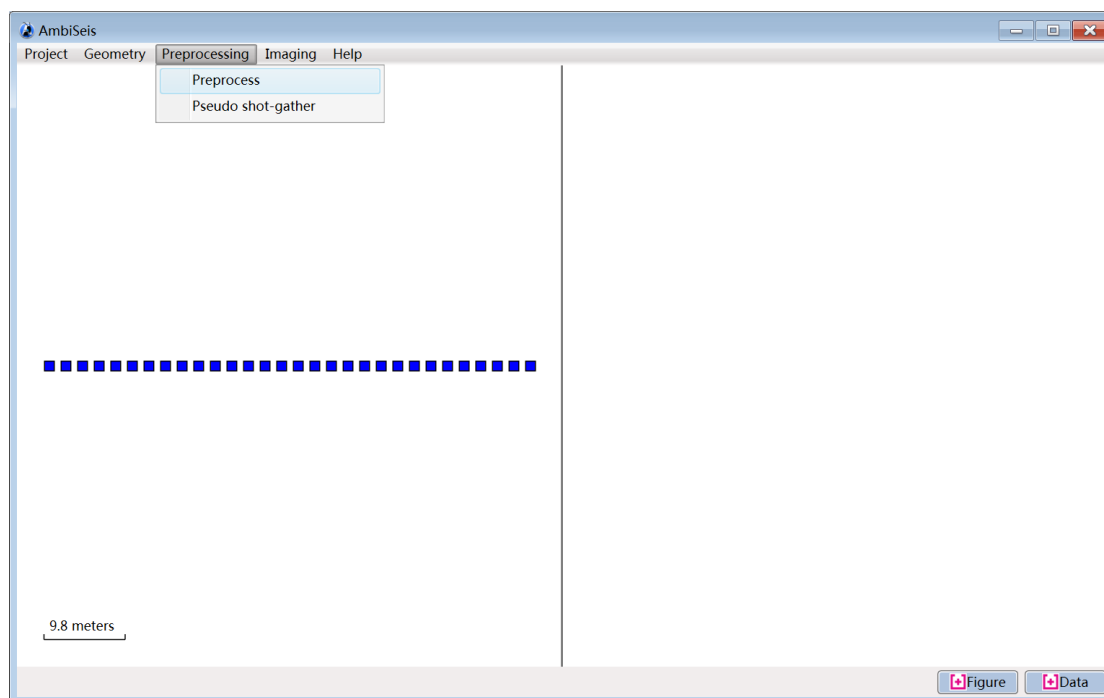 AmbiSeis
Project Geometry Preprocessing Imaging Help
Preprocess
Pseudo shot-gather
9.8 meters
[+]Figure [+]Data